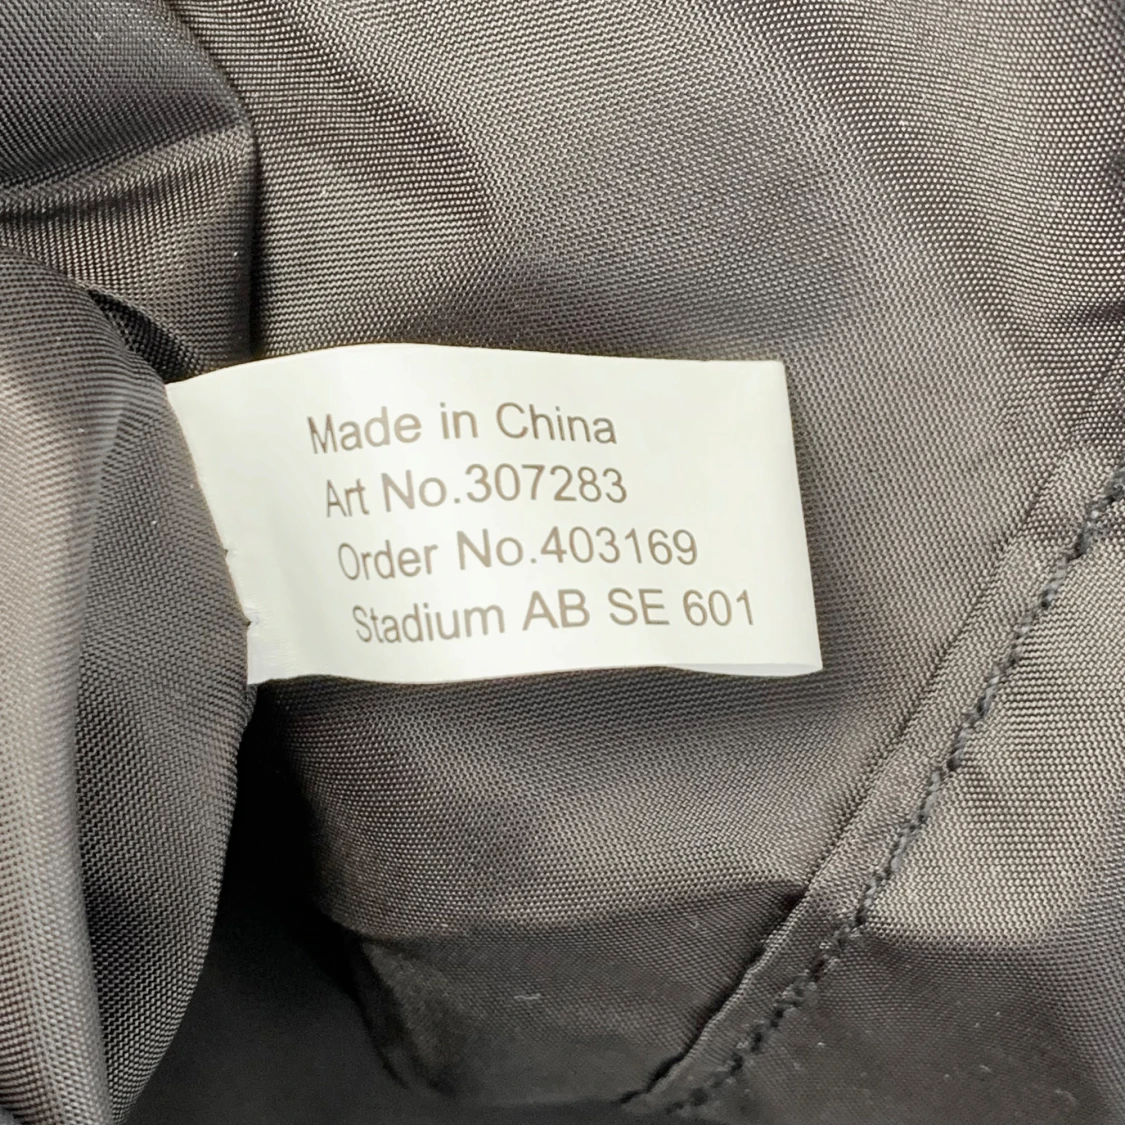 Made in China
Art No.307283
Order No.403169
Stadium AB SE 601